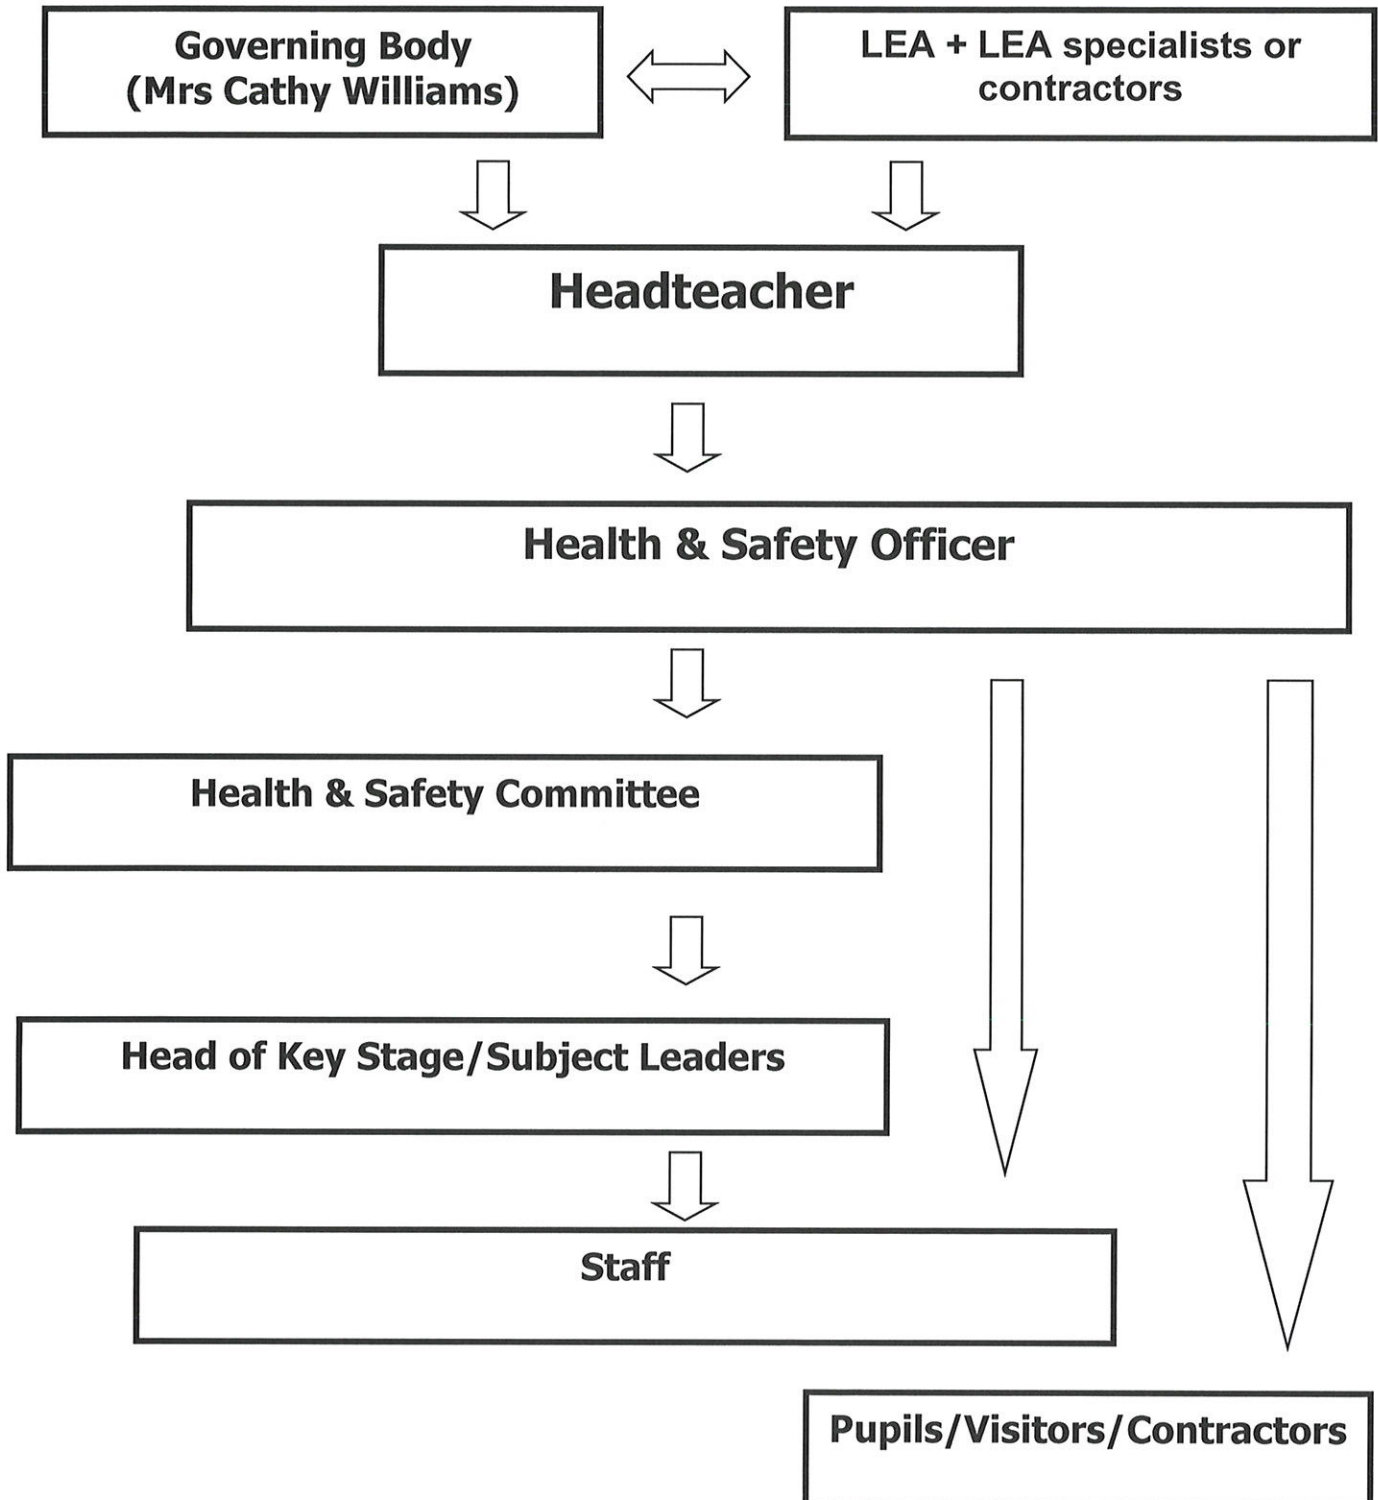 Governing Body
(Mrs Cathy Williams)
LEA + LEA specialists or
contractors
Headteacher
Health & Safety Officer
Health & Safety Committee
Head of Key Stage/Subject Leaders
Staff
Pupils/Visitors/Contractors